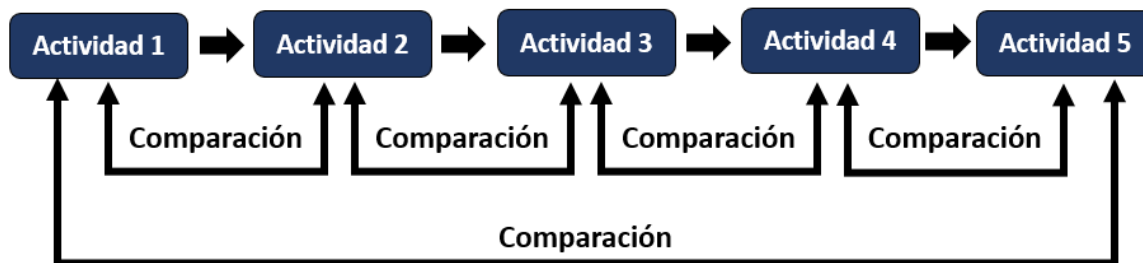 Actividad 1
Actividad 2
Actividad 3
Actividad 4
Actividad 5
Comparación
Comparación
Comparación
Comparación
Comparación